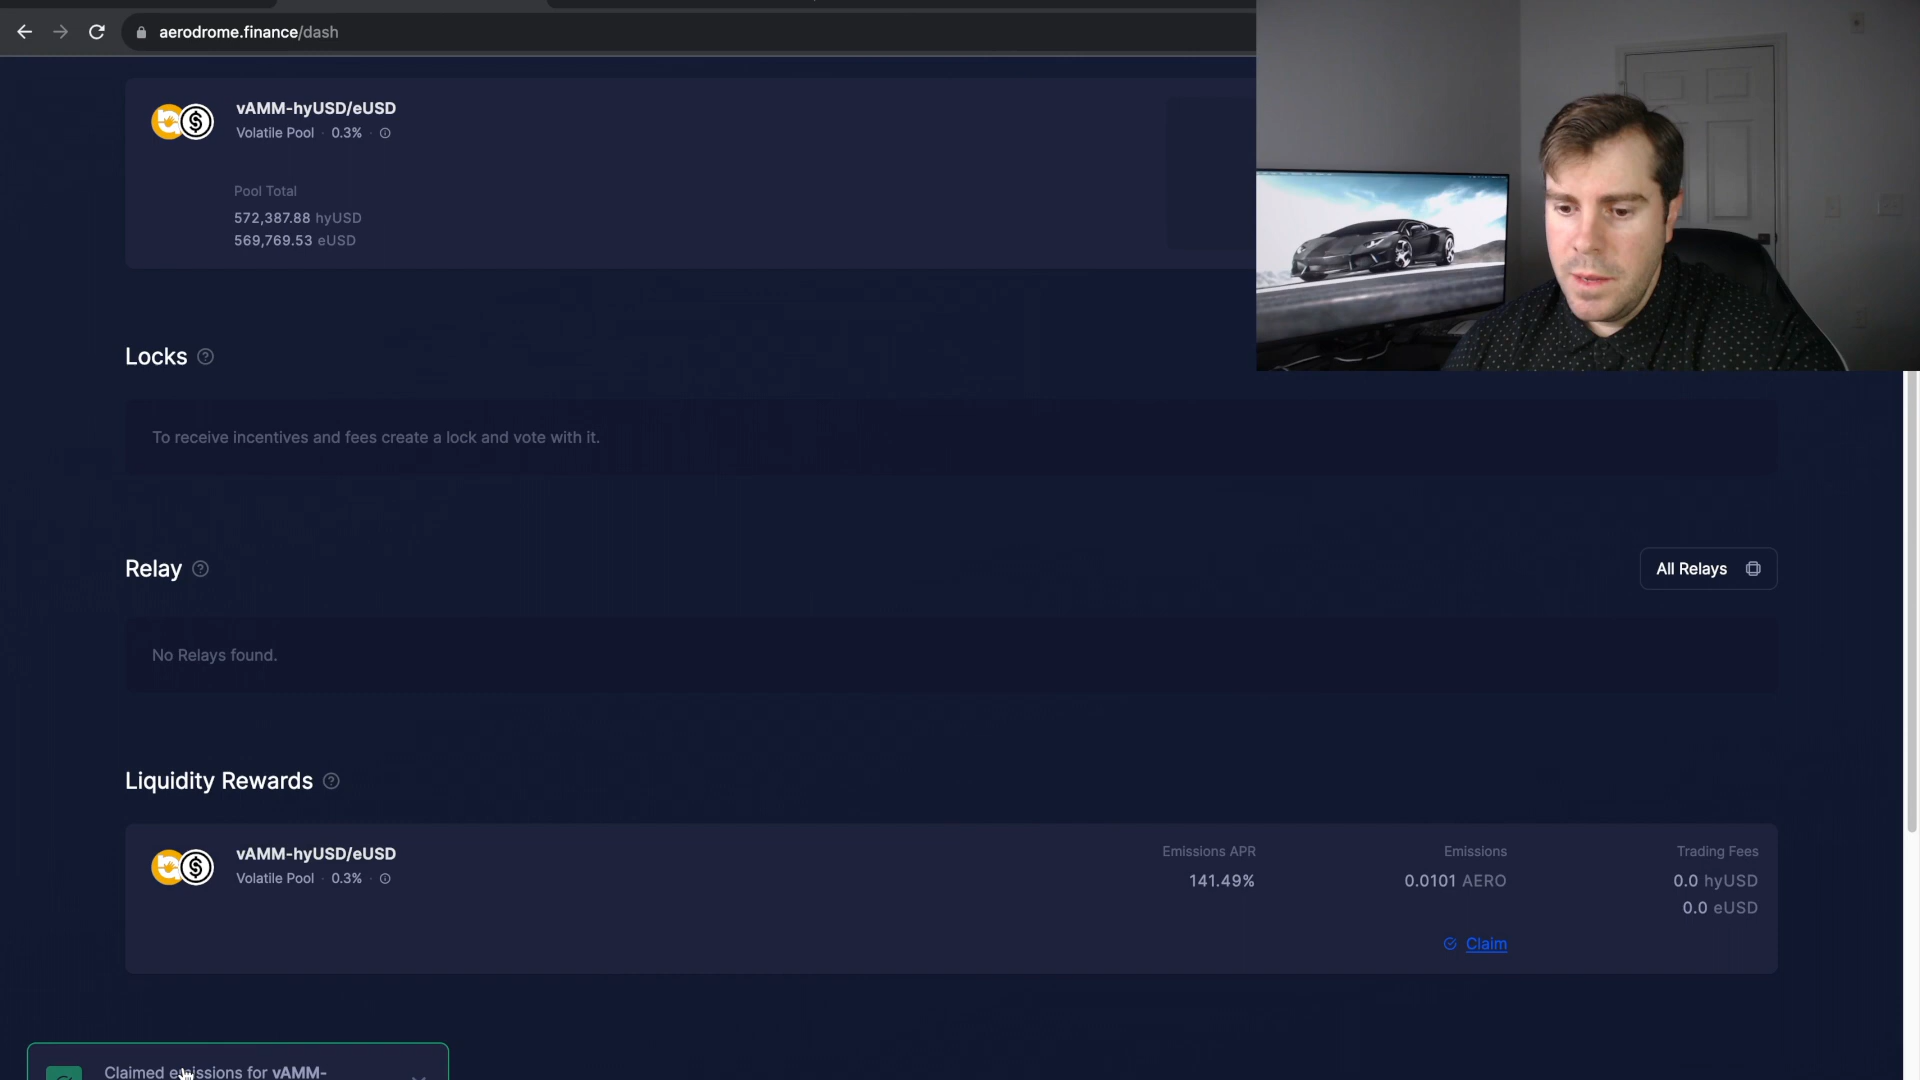 aerodrome.finance/dash
vAMM-hyUSD/eUSD
Volatile Pool · 0.3% ·
Pool Total
572,387.88 hyUSD
569,769.53 eUSD
Locks
To receive incentives and fees create a lock and vote with it.
Relay
All Relays
No Relays found.
Liquidity Rewards
vAMM-hyUSD/eUSD
Volatile Pool · 0.3% ·
Emissions APR
141.49%
Emissions
0.0101 AERO
Claim
Trading Fees
0.0 hyUSD
0.0 eUSD
Claimed emissions for vAMM-